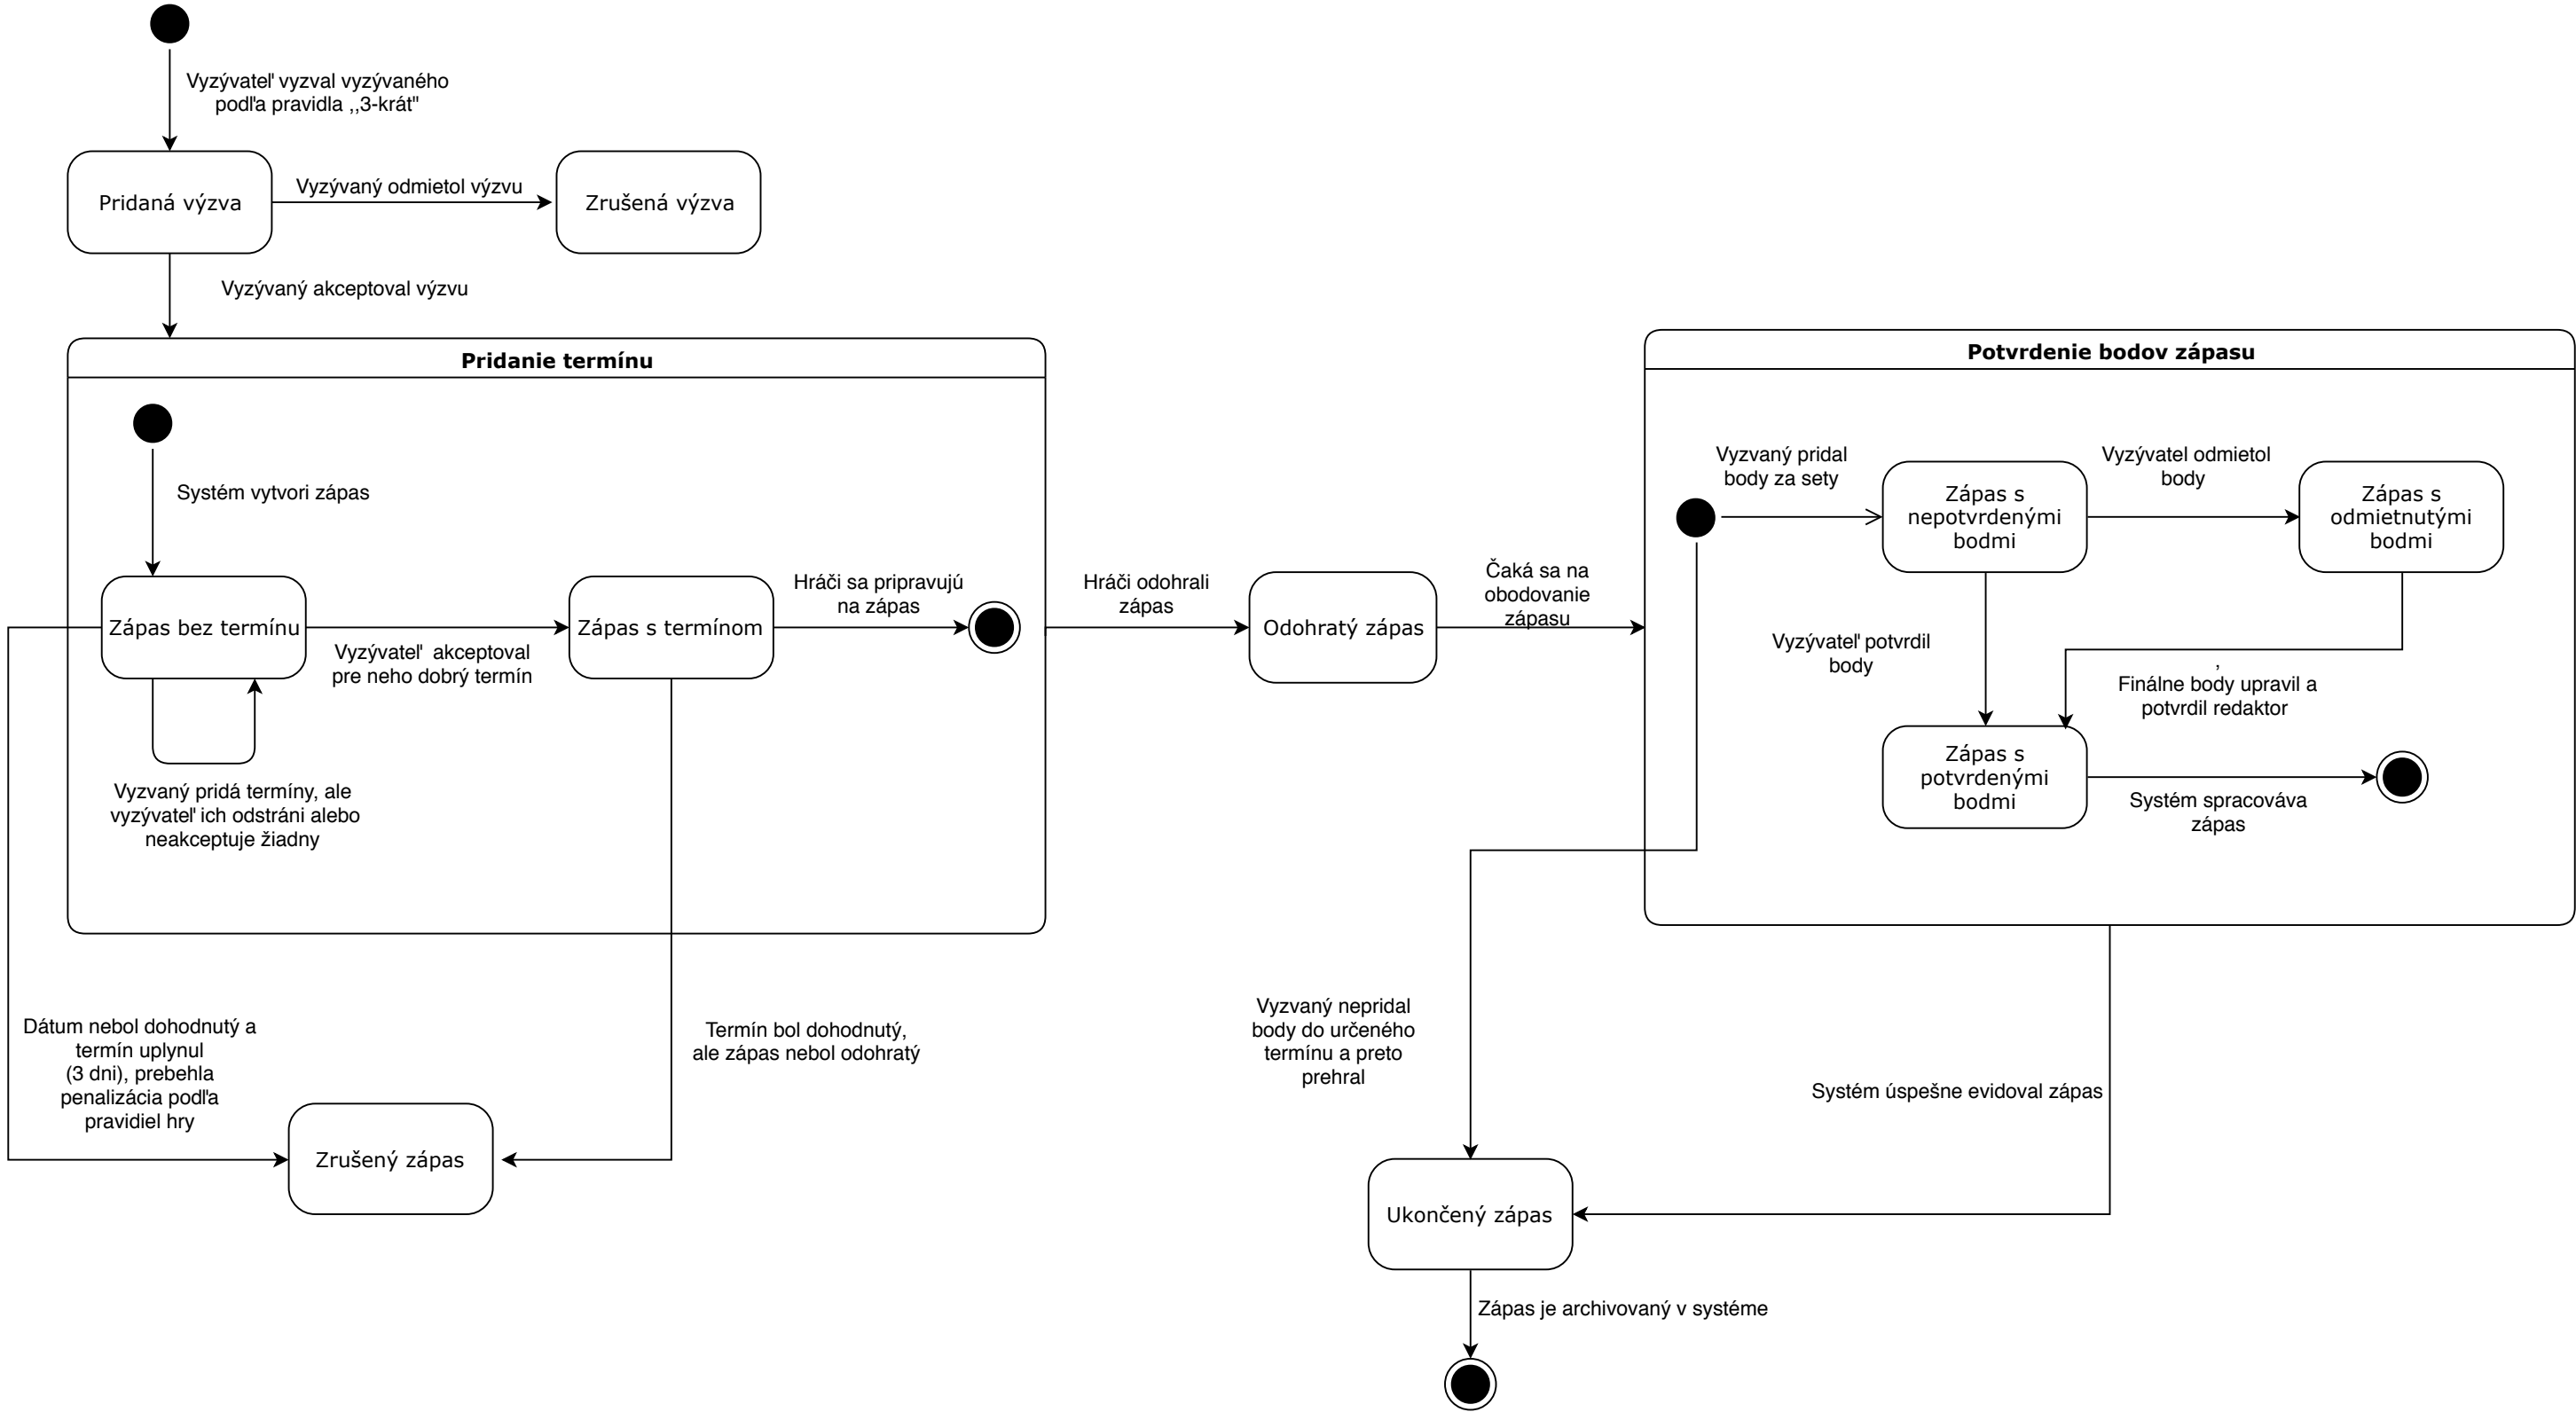 Vyzývateľ vyzval vyzývaného
podľa pravidla ,,3-krát"
Pridaná výzva
Vyzývaný odmietol výzvu
Zrušená výzva
Vyzývaný akceptoval výzvu
Pridanie termínu
Systém vytvori zápas
Zápas bez termínu
Vyzývateľ  akceptoval
pre neho dobrý termín
Zápas s termínom
Hráči sa pripravujú
na zápas
Vyzvaný pridá termíny, ale
vyzývateľ ich odstráni alebo
neakceptuje žiadny
Hráči odohrali
zápas
Odohratý zápas
Čaká sa na
obodovanie
zápasu
Potvrdenie bodov zápasu
Vyzvaný pridal
body za sety
Zápas s
nepotvrdenými
bodmi
Vyzývatel odmietol
body
Zápas s
odmietnutými
bodmi
Vyzývateľ potvrdil
body
,
Finálne body upravil a
potvrdil redaktor
Zápas s
potvrdenými
bodmi
Systém spracováva
zápas
Dátum nebol dohodnutý a
termín uplynul
(3 dni), prebehla
penalizácia podľa
pravidiel hry
Termín bol dohodnutý,
ale zápas nebol odohratý
Zrušený zápas
Vyzvaný nepridal
body do určeného
termínu a preto
prehral
Systém úspešne evidoval zápas
Ukončený zápas
Zápas je archivovaný v systéme